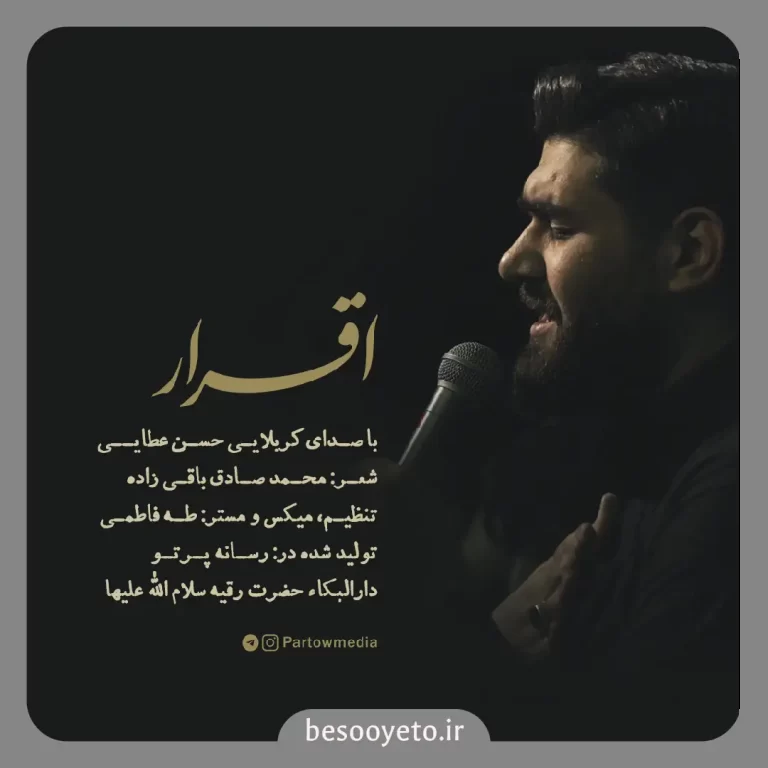 اقرار
با صدای کربلایی حسن عطایی
شعر: محمد صادق باقی زاده
تنظیم، میکس و مستر: طه فاطمی
تولید شده در: رسانه پرتو
دارالبکاء حضرت رقیه سلام الله علیها
Partowmedia
besooyeto.ir